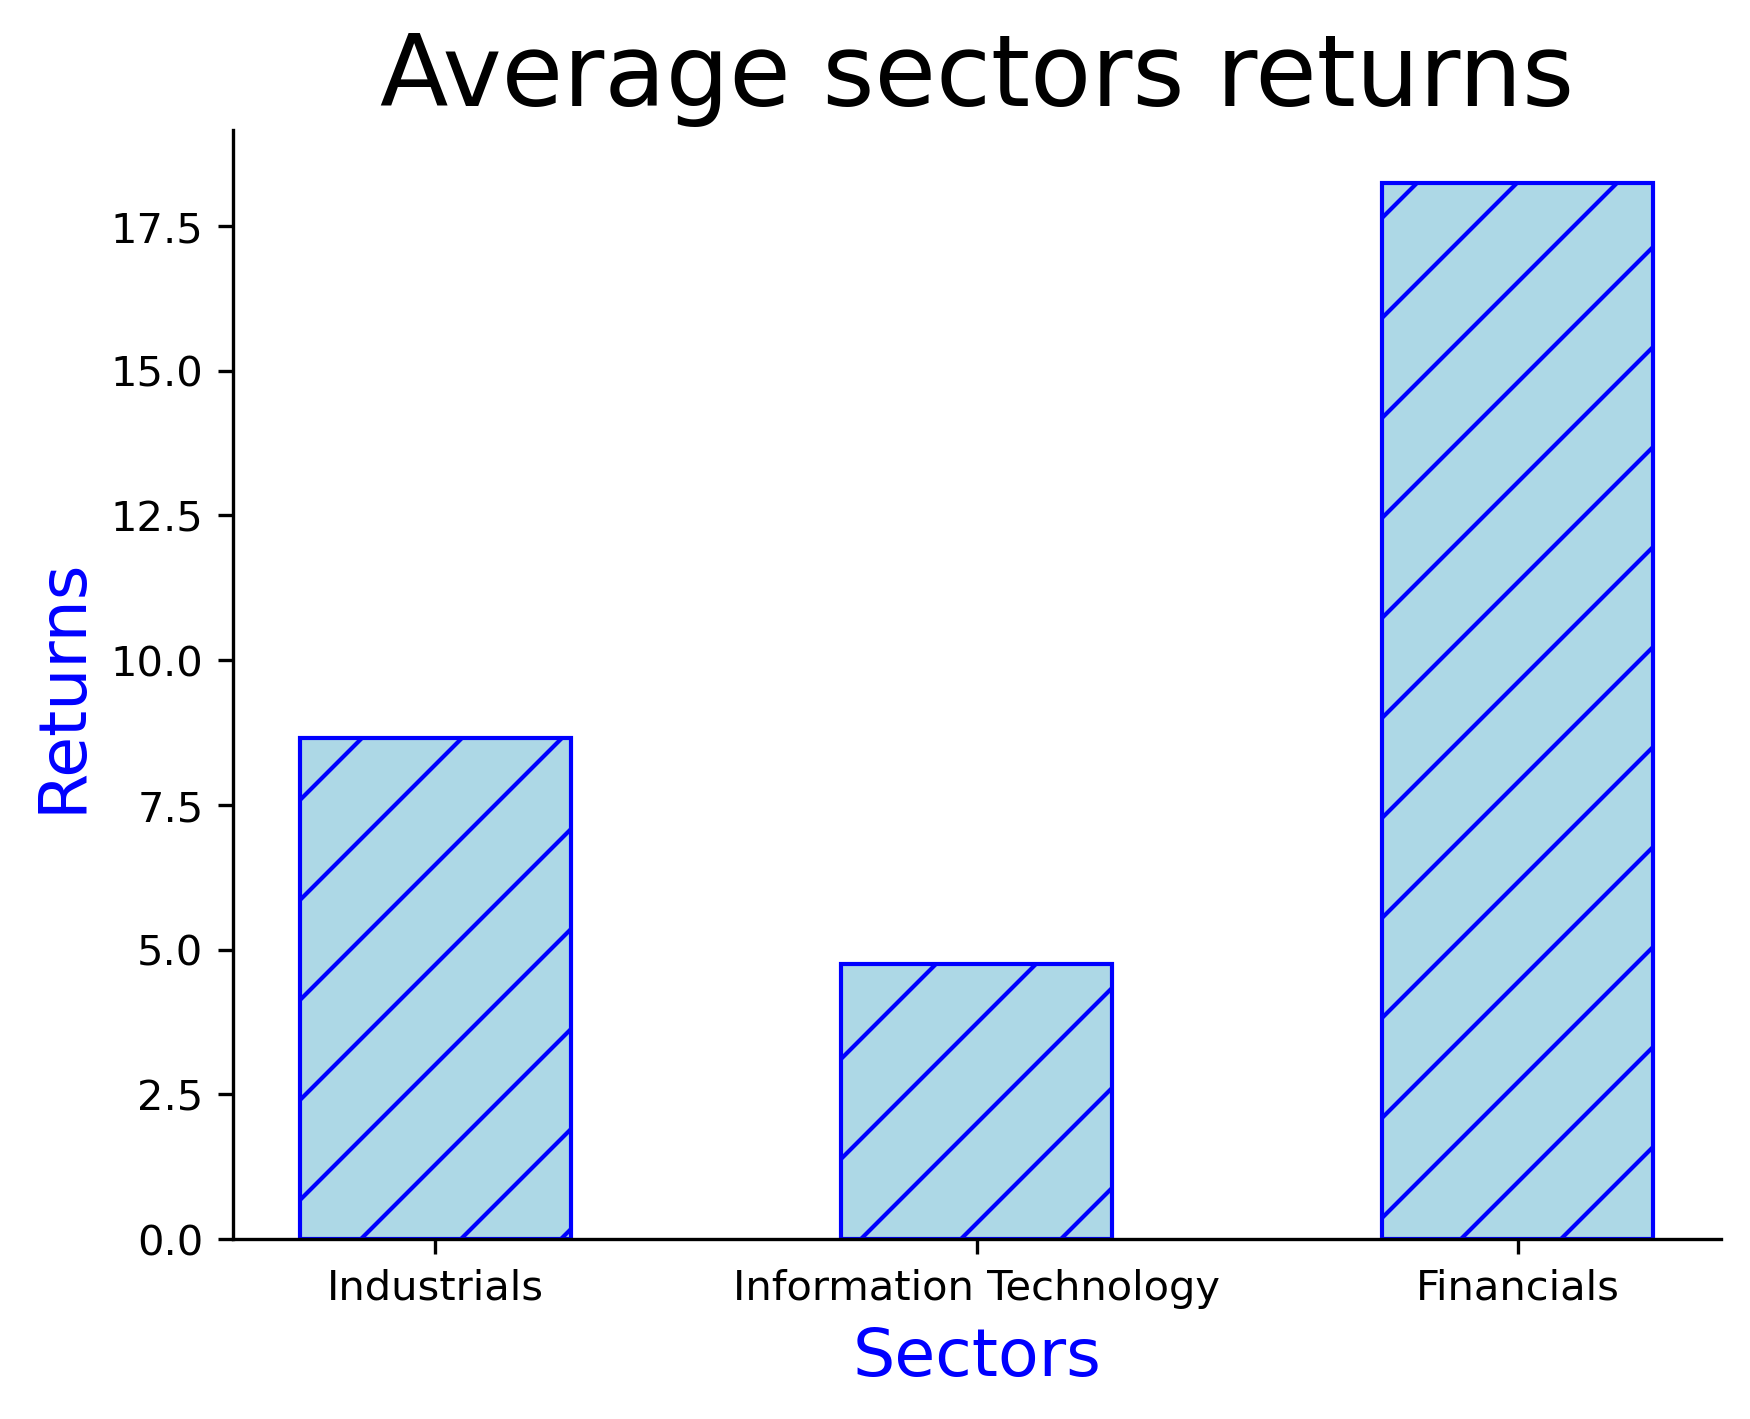 Average sectors returns
17.5
15.0
12.5
10.0
7.5
5.0
2.5
0.0
Returns
Industrials Information Technology Financials
Sectors